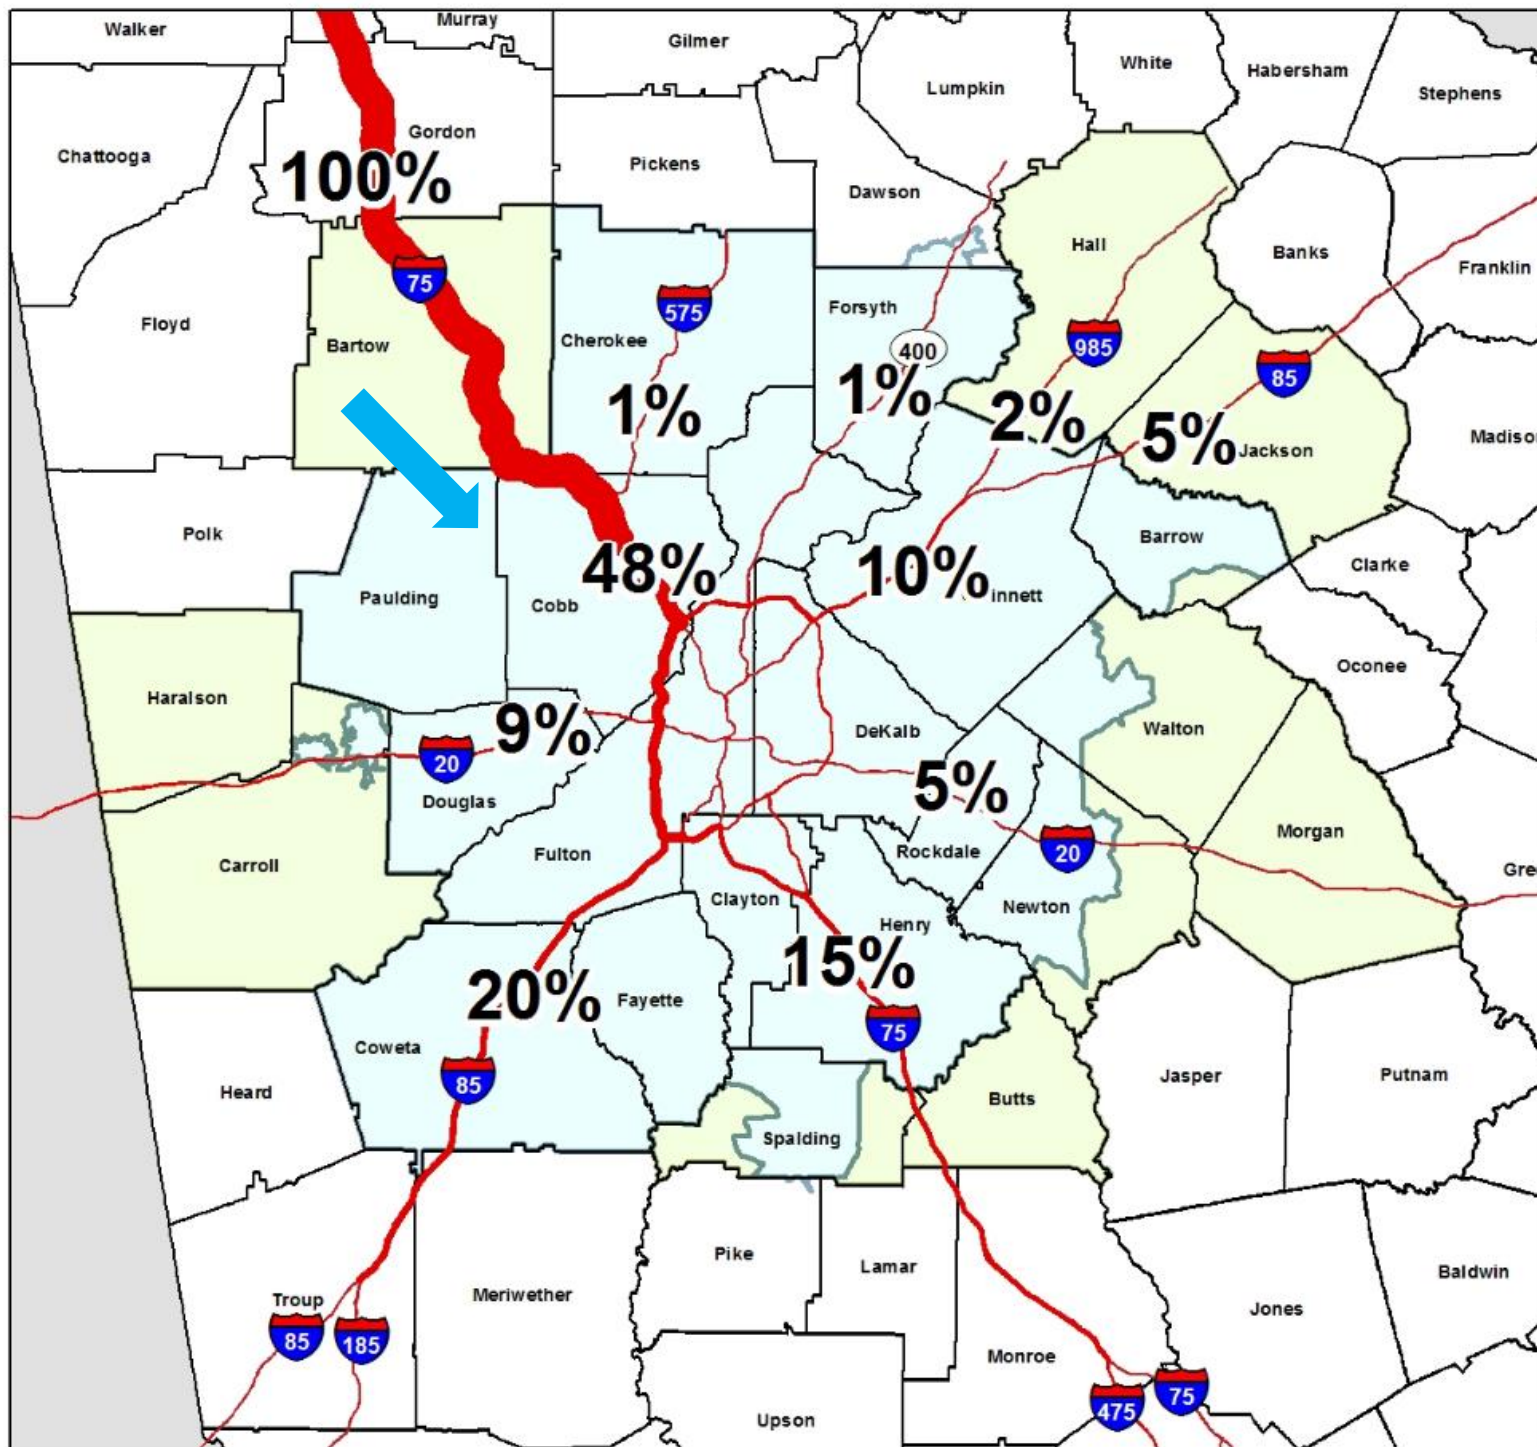 Walker
Murray
Gilmer
White
Habersham
Lumpkin
Stephens
Gordon
Chattooga
Pickens
100%
Dawson
Hall
Banks
Franklin
75
575
Forsyth
Floyd
Cherokee
Bartow
400
985
85
1%
1%
2%
5%
Jackson
Madiso
Polk
Barrow
Clarke
48%
10%
innett
Paulding
Cobb
Oconee
Haralson
9%
Walton
DeKalb
20
5%
Douglas
Morgan
Fulton
Rockdale
20
Carroll
Gre
Clayton
Newton
Henry
15%
20%
Fayette
75
Coweta
85
Jasper
Putnam
Heard
Butts
Spalding
Pike
Lamar
Baldwin
Meriwether
Troup
Jones
85
185
Monroe
475
75
Upson